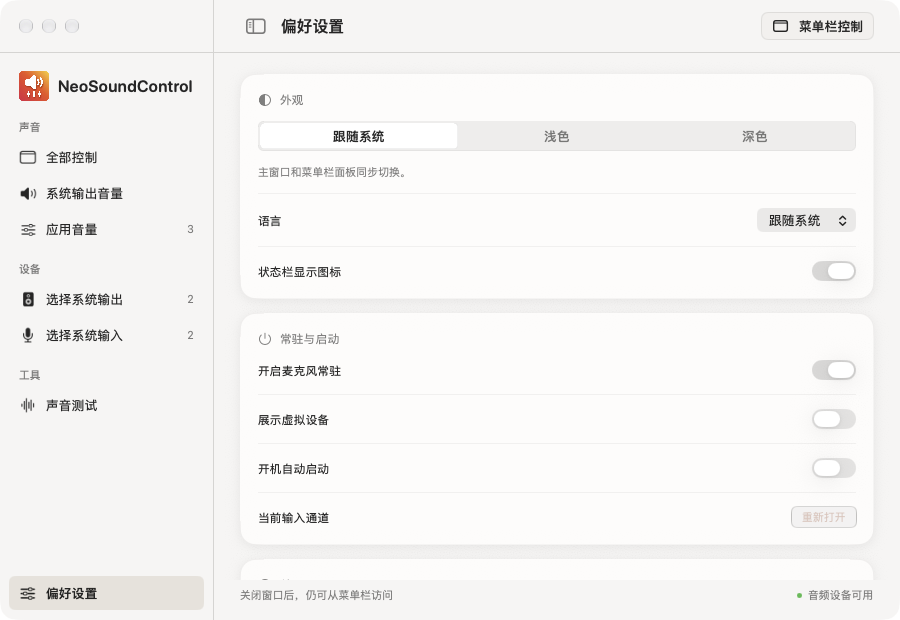 偏好设置
菜单栏控制
NeoSoundControl
声音
全部控制
系统输出音量
应用音量 3
设备
选择系统输出 2
选择系统输入 2
工具
声音测试
偏好设置
外观
跟随系统 浅色 深色
主窗口和菜单栏面板同步切换。
语言 跟随系统
状态栏显示图标
常驻与启动
开启麦克风常驻
展示虚拟设备
开机自动启动
当前输入通道 重新打开
关闭窗口后，仍可从菜单栏访问
音频设备可用